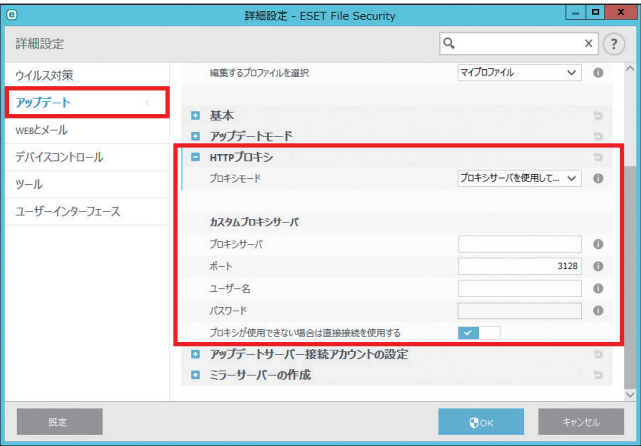 詳細設定 - ESET File Security
詳細設定
ウイルス対策
アップデート 1
WEBとメール
デバイスコントロール
ツール
ユーザーインターフェース
編集するプロファイルを選択 マイプロファイル
基本
アップデートモード
HTTPプロキシ
プロキシモード プロキシサーバを使用して...
カスタムプロキシサーバ
プロキシサーバ
ポート 3128
ユーザー名
パスワード
プロキシが使用できない場合は直接接続を使用する
アップデートサーバー接続アカウントの設定
ミラーサーバーの作成
既定 OK キャンセル